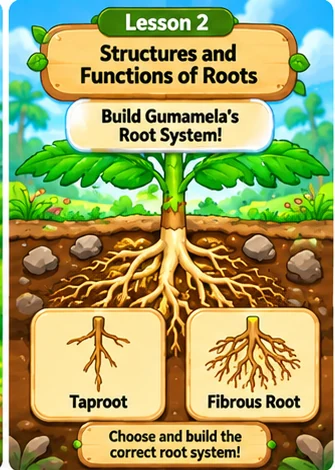 Lesson 2
Structures and
Functions of Roots
Build Gumamela's
Root System!
Taproot
Fibrous Root
Choose and build the
correct root system!